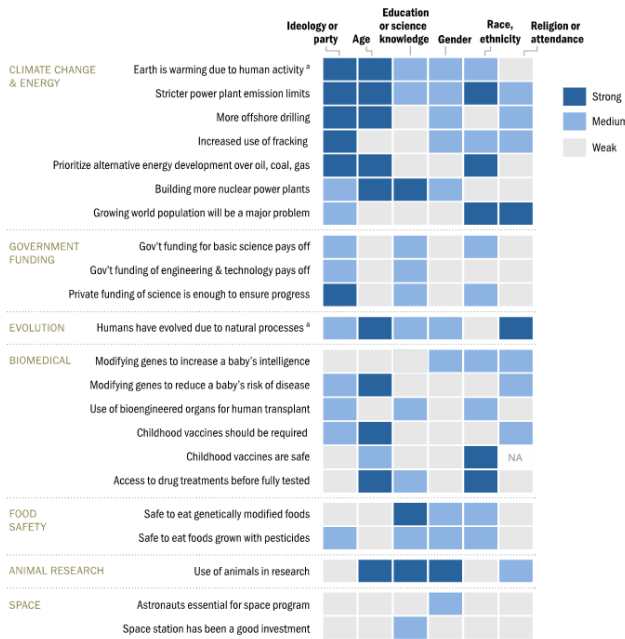 Ideology or party
Age
Education or science knowledge
Gender
Race, ethnicity
Religion or attendance
CLIMATE CHANGE & ENERGY
Earth is warming due to human activity a
Stricter power plant emission limits
More offshore drilling
Increased use of fracking
Prioritize alternative energy development over oil, coal, gas
Building more nuclear power plants
Growing world population will be a major problem
Strong
Medium
Weak
GOVERNMENT FUNDING
Gov't funding for basic science pays off
Gov't funding of engineering & technology pays off
Private funding of science is enough to ensure progress
EVOLUTION
Humans have evolved due to natural processes a
BIOMEDICAL
Modifying genes to increase a baby's intelligence
Modifying genes to reduce a baby's risk of disease
Use of bioengineered organs for human transplant
Childhood vaccines should be required
Childhood vaccines are safe
NA
Access to drug treatments before fully tested
FOOD SAFETY
Safe to eat genetically modified foods
Safe to eat foods grown with pesticides
ANIMAL RESEARCH
Use of animals in research
SPACE
Astronauts essential for space program
Space station has been a good investment